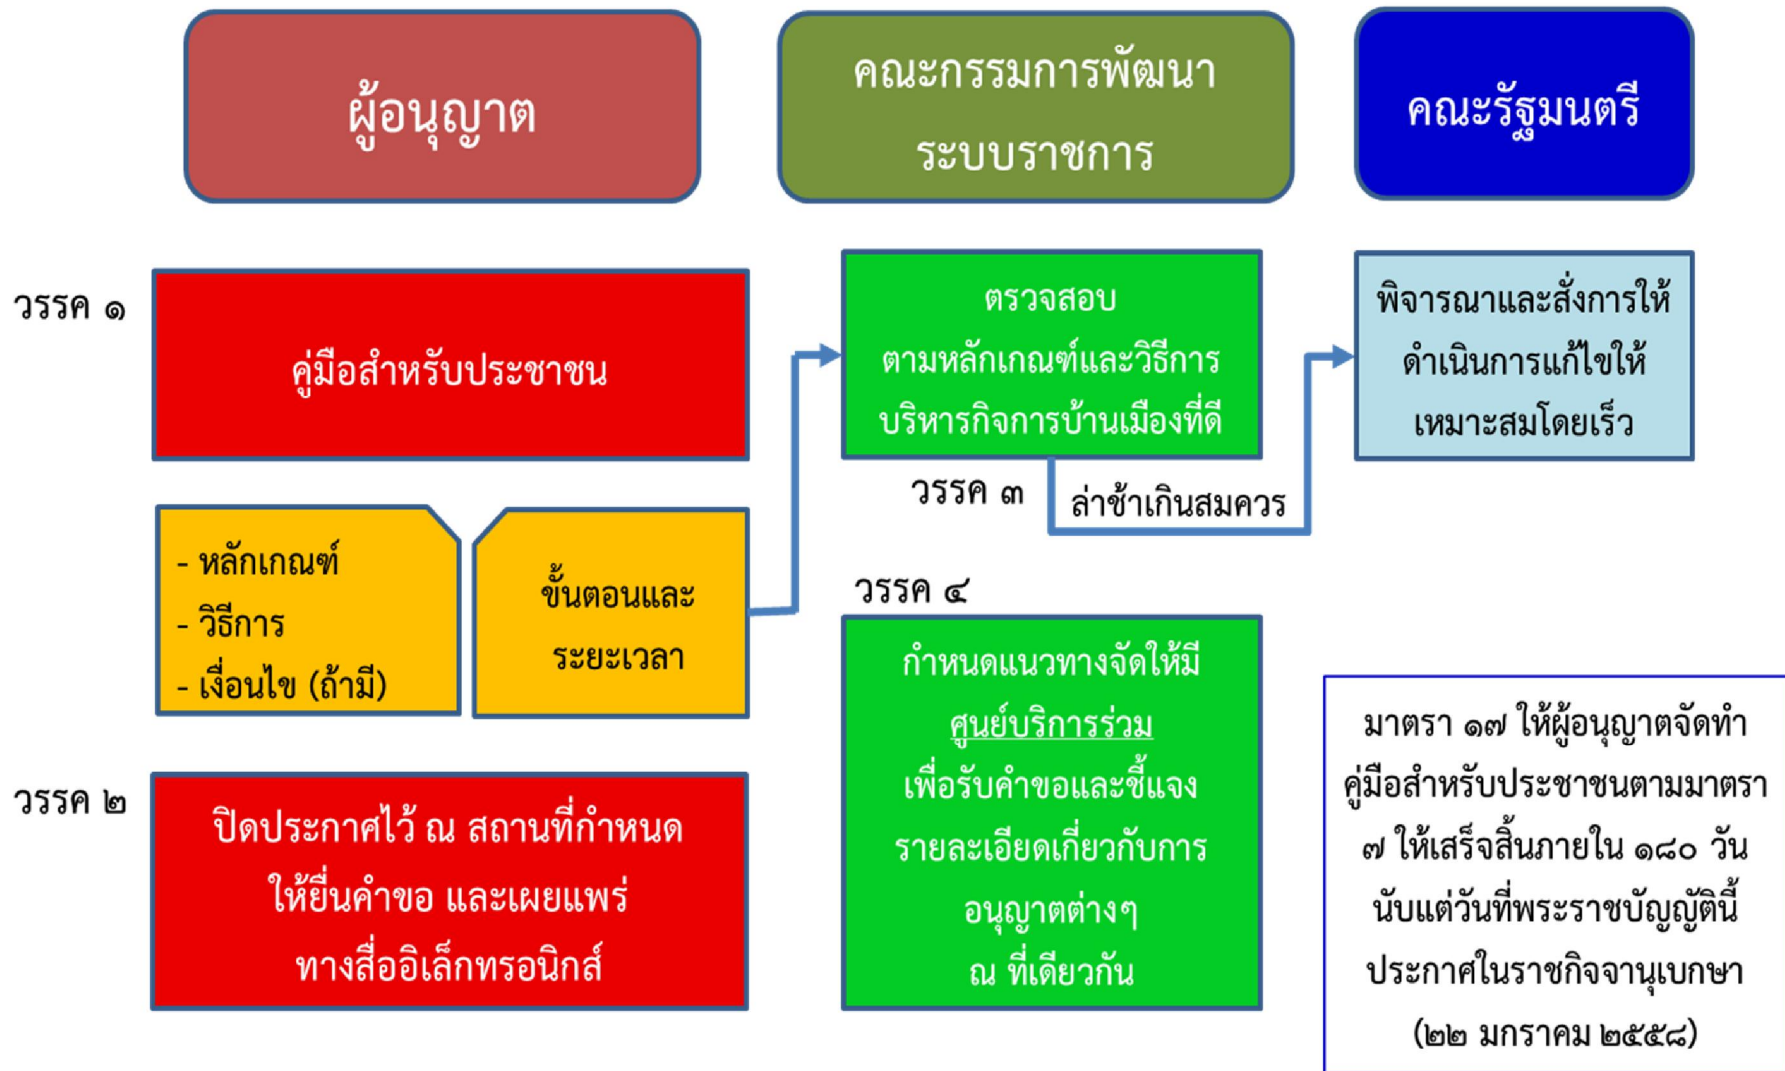 ผู้อนุญาต
คณะกรรมการพัฒนา
ระบบราชการ
คณะรัฐมนตรี
วรรค ๑
คู่มือสำหรับประชาชน
ตรวจสอบ
ตามหลักเกณฑ์และวิธีการ
บริหารกิจการบ้านเมืองที่ดี
พิจารณาและสั่งการให้
ดำเนินการแก้ไขให้
เหมาะสมโดยเร็ว
วรรค ๓
ล่าช้าเกินสมควร
- หลักเกณฑ์
- วิธีการ
- เงื่อนไข (ถ้ามี)
ขั้นตอนและ
ระยะเวลา
วรรค ๔
กำหนดแนวทางจัดให้มี
ศูนย์บริการร่วม
เพื่อรับคำขอและชี้แจง
รายละเอียดเกี่ยวกับการ
อนุญาตต่างๆ
ณ ที่เดียวกัน
วรรค ๒
ปิดประกาศไว้ ณ สถานที่กำหนด
ให้ยื่นคำขอ และเผยแพร่
ทางสื่ออิเล็กทรอนิกส์
มาตรา ๑๗ ให้ผู้อนุญาตจัดทำ
คู่มือสำหรับประชาชนตามมาตรา
๗ ให้เสร็จสิ้นภายใน ๑๘๐ วัน
นับแต่วันที่พระราชบัญญัตินี้
ประกาศในราชกิจจานุเบกษา
(๒๒ มกราคม ๒๕๕๘)